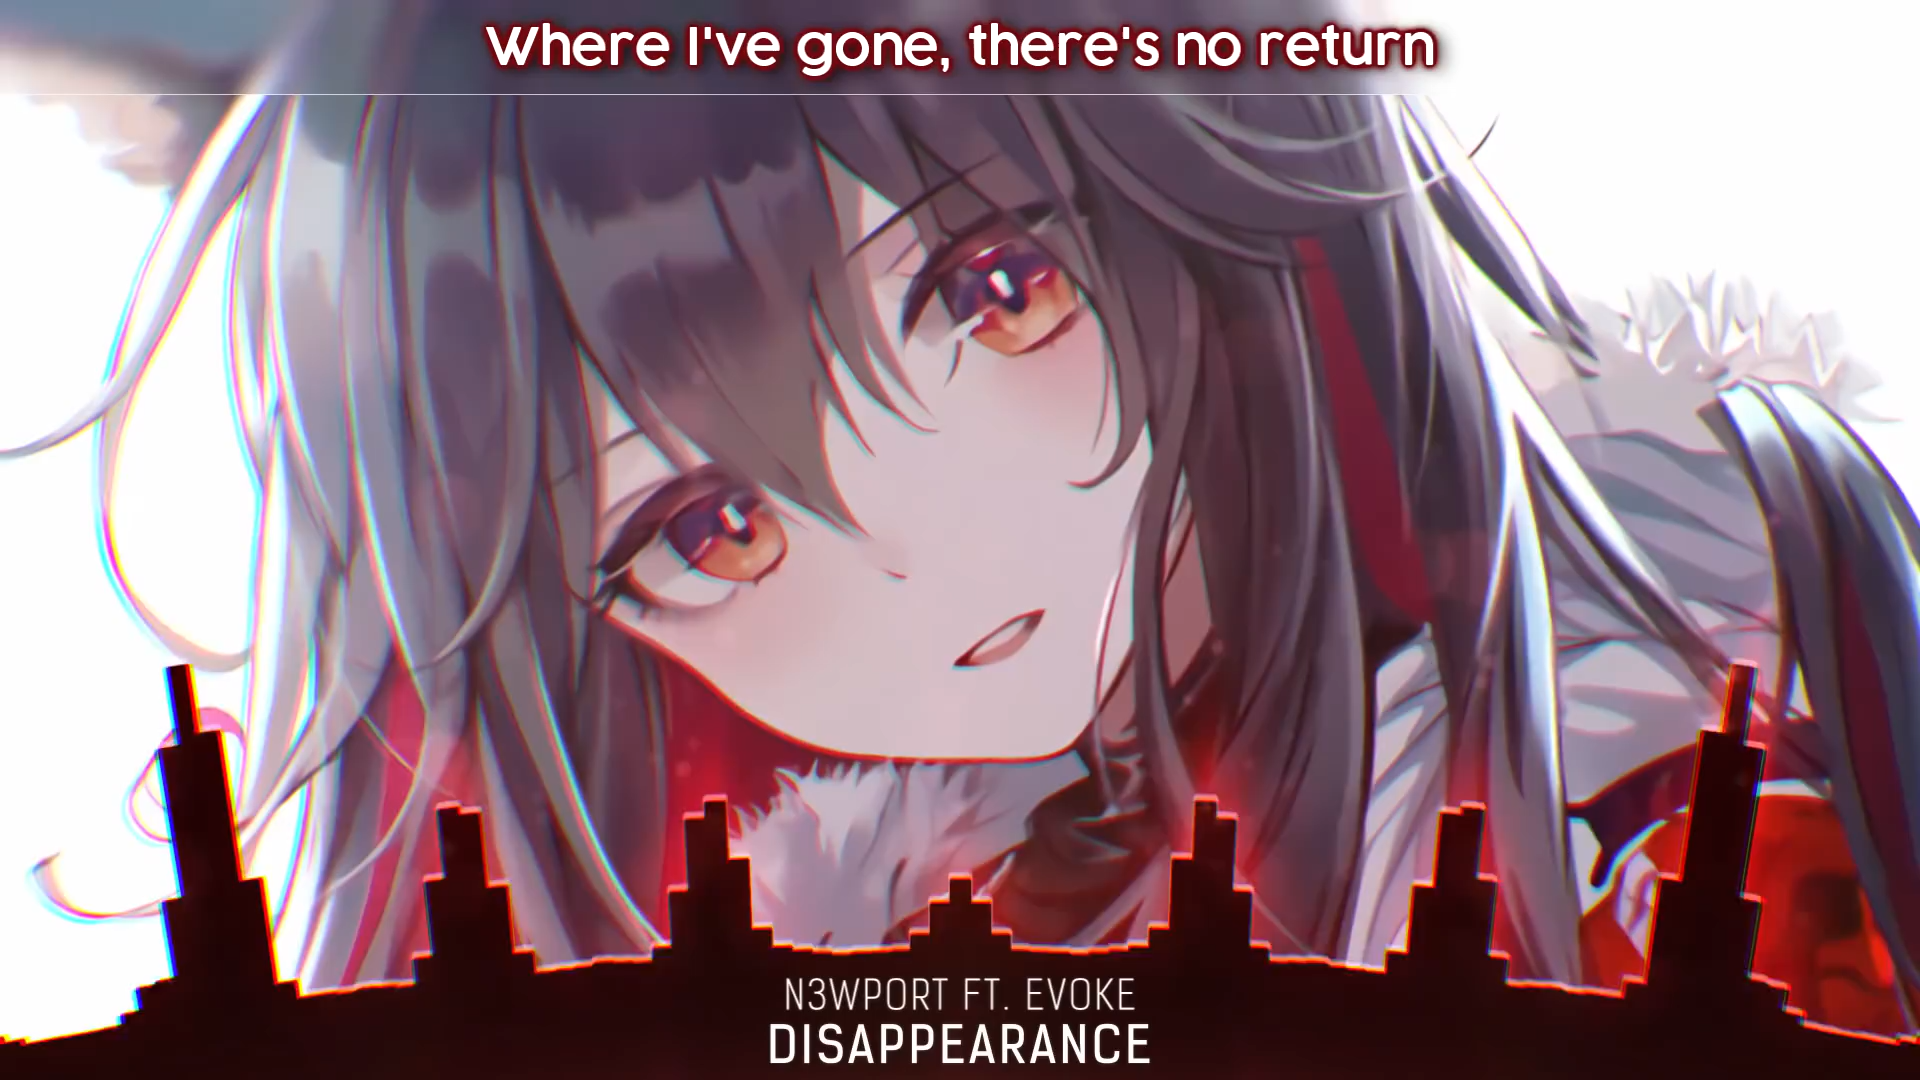 Where I've gone, there's no return
N3WPORT FT. EVOKE
DISAPPEARANCE